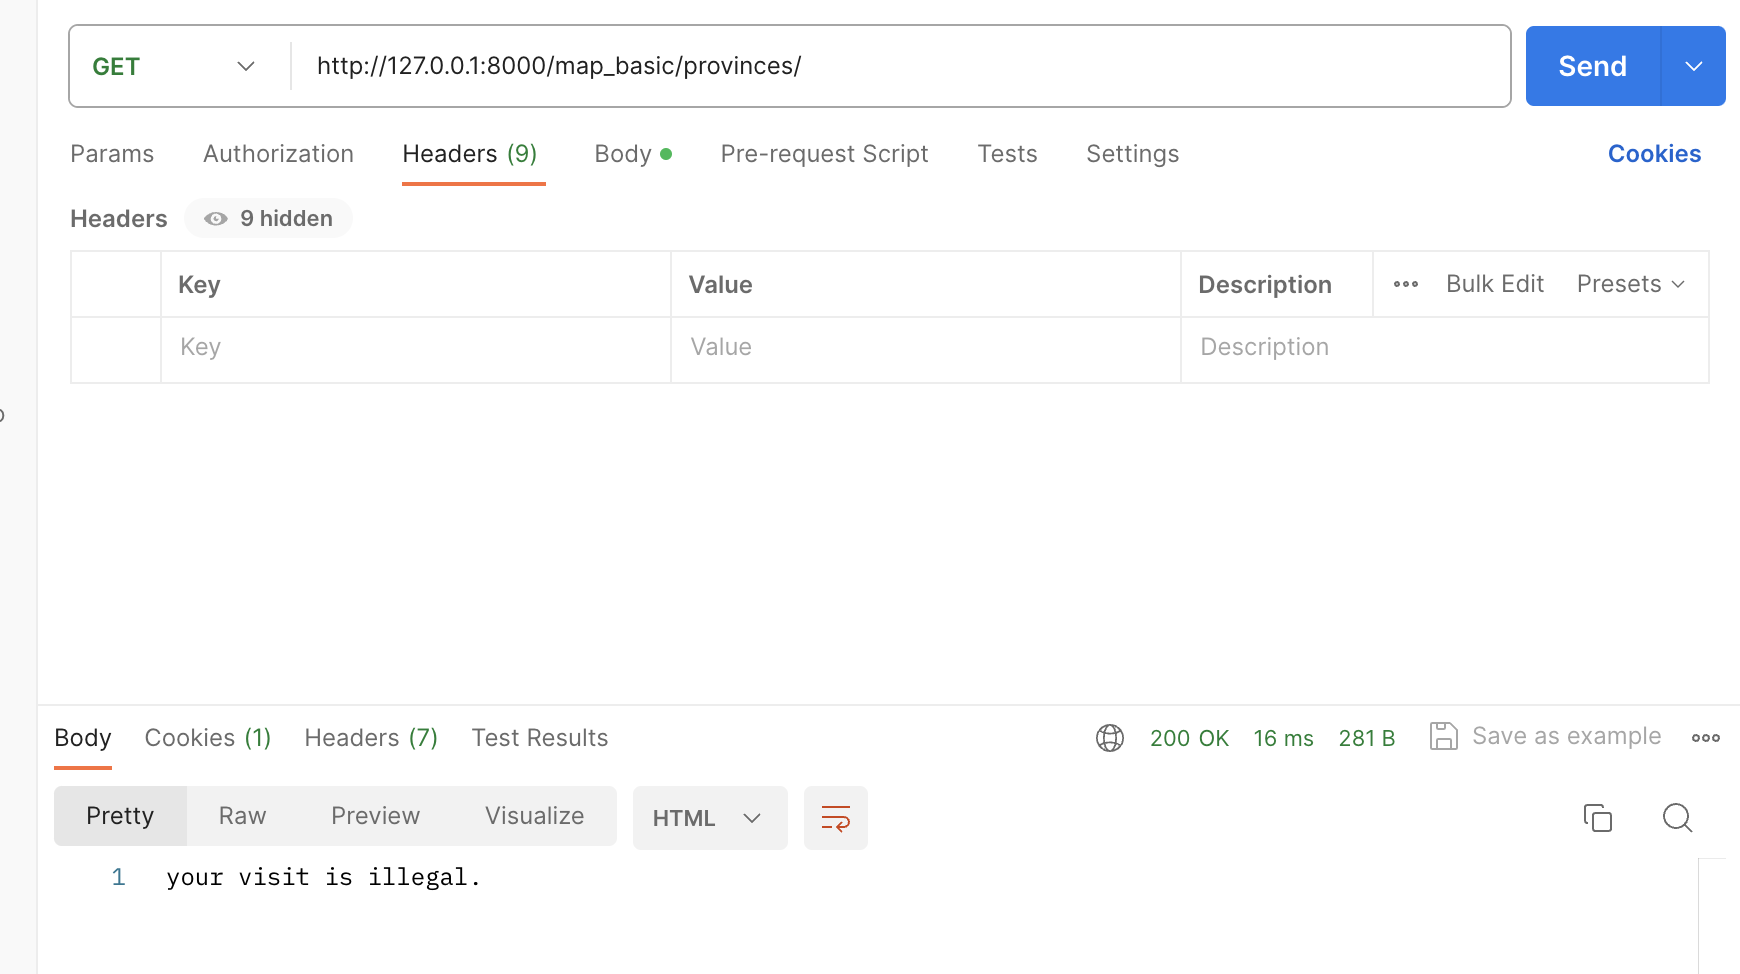 GET http://127.0.0.1:8000/map_basic/provinces/ Send
Params Authorization Headers (9) Body Pre-request Script Tests Settings Cookies
Headers 9 hidden
Key Value Description Bulk Edit Presets
Key Value Description
Body Cookies (1) Headers (7) Test Results 200 OK 16 ms 281 B Save as example
Pretty Raw Preview Visualize HTML
1 your visit is illegal.